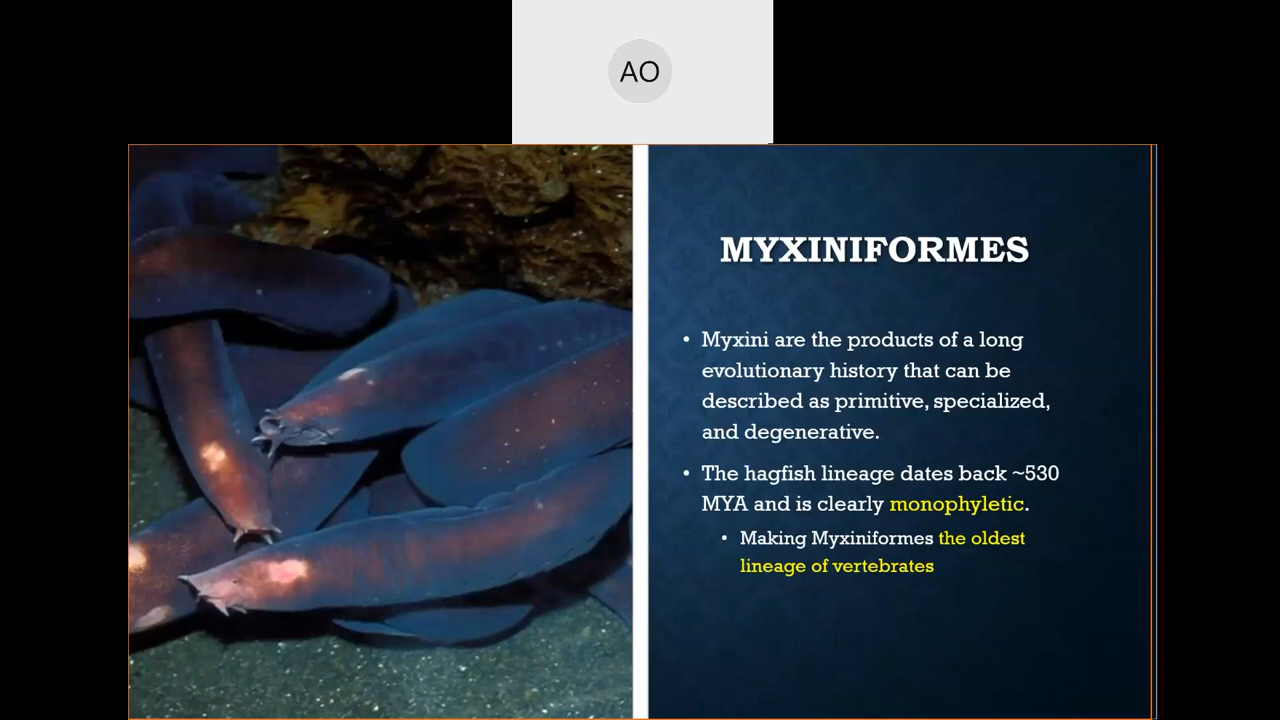 AO
MYXINIFORMES
• Myxini are the products of a long
evolutionary history that can be
described as primitive, specialized,
and degenerative.
• The hagfish lineage dates back ~530
MYA and is clearly monophyletic.
• Making Myxiniformes the oldest
lineage of vertebrates